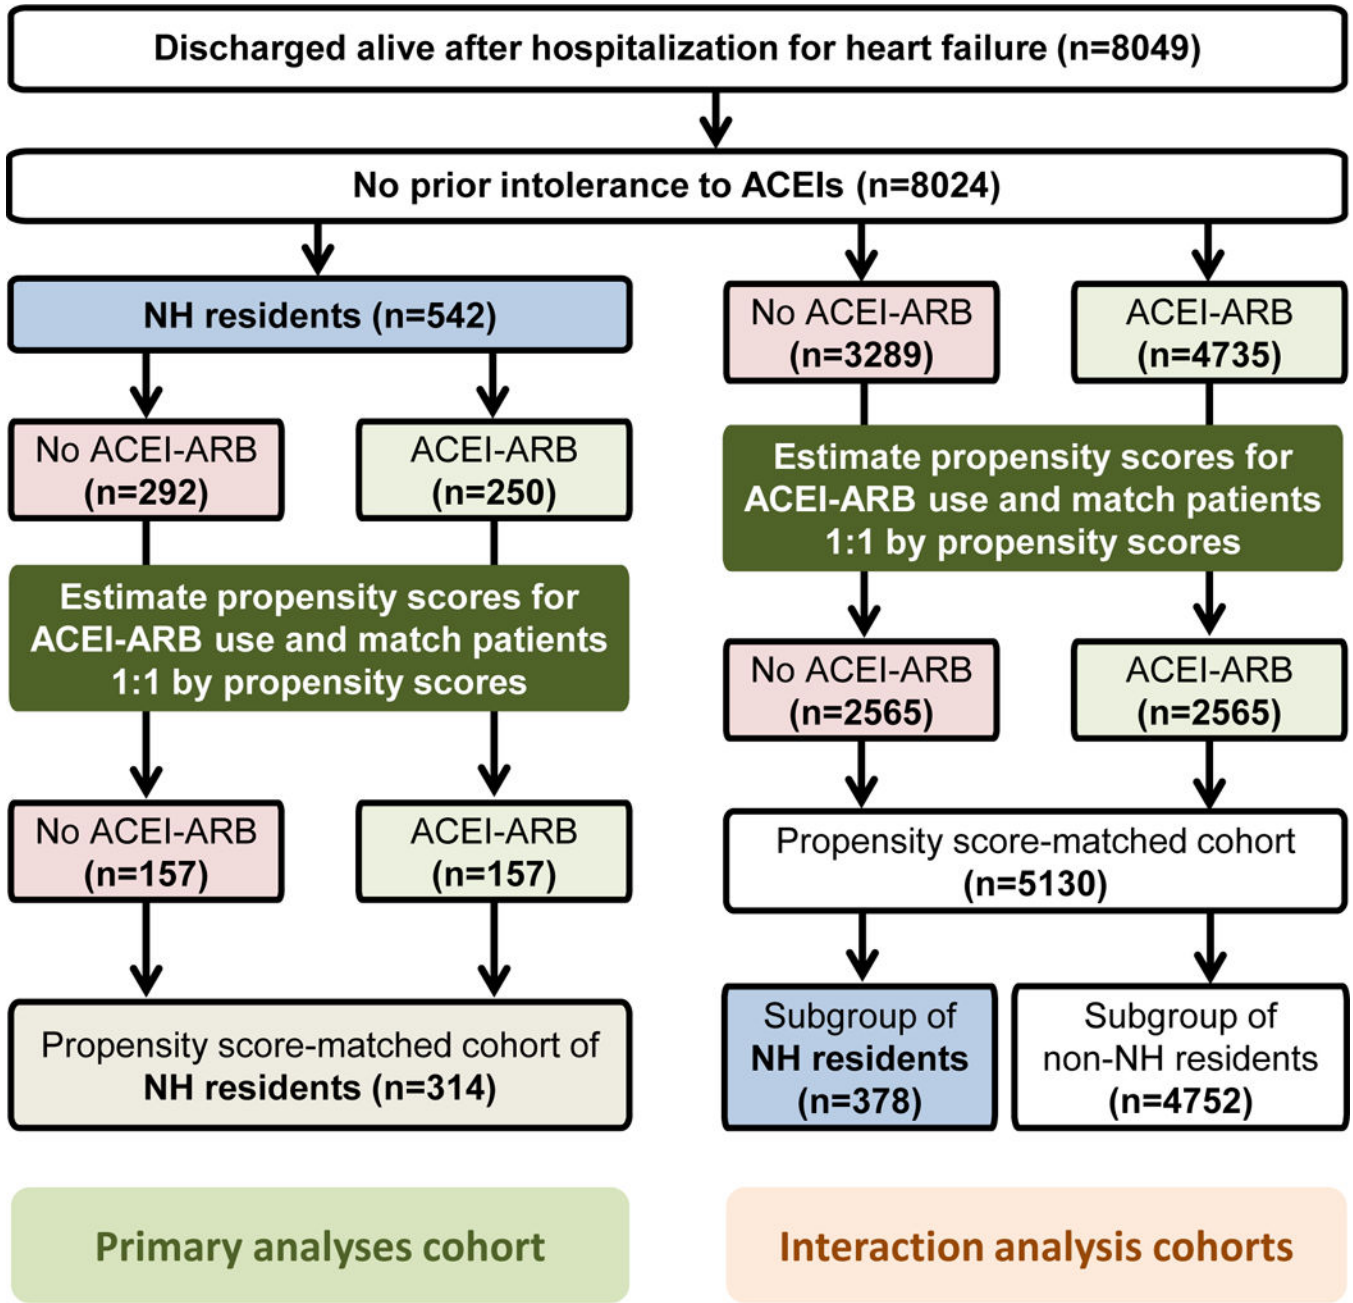 Discharged alive after hospitalization for heart failure (n=8049)
No prior intolerance to ACEIs (n=8024)
NH residents (n=542)
No ACEI-ARB
(n=292)
ACEI-ARB
(n=250)
Estimate propensity scores for
ACEI-ARB use and match patients
1:1 by propensity scores
No ACEI-ARB
(n=157)
ACEI-ARB
(n=157)
Propensity score-matched cohort of
NH residents (n=314)
Primary analyses cohort
No ACEI-ARB
(n=3289)
ACEI-ARB
(n=4735)
Estimate propensity scores for
ACEI-ARB use and match patients
1:1 by propensity scores
No ACEI-ARB
(n=2565)
ACEI-ARB
(n=2565)
Propensity score-matched cohort
(n=5130)
Subgroup of
NH residents
(n=378)
Subgroup of
non-NH residents
(n=4752)
Interaction analysis cohorts